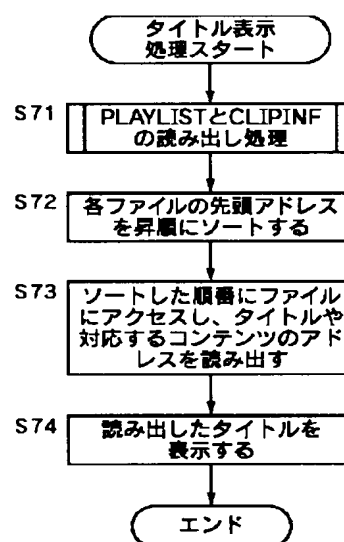 タイトル表示
処理スタート
S71
PLAYLISTとCLIPINF
の読み出し処理
S72
各ファイルの先頭アドレス
を昇順にソートする
S73
ソートした順番にファイル
にアクセスし、タイトルや
対応するコンテンツのアド
レスを読み出す
S74
読み出したタイトルを
表示する
エンド